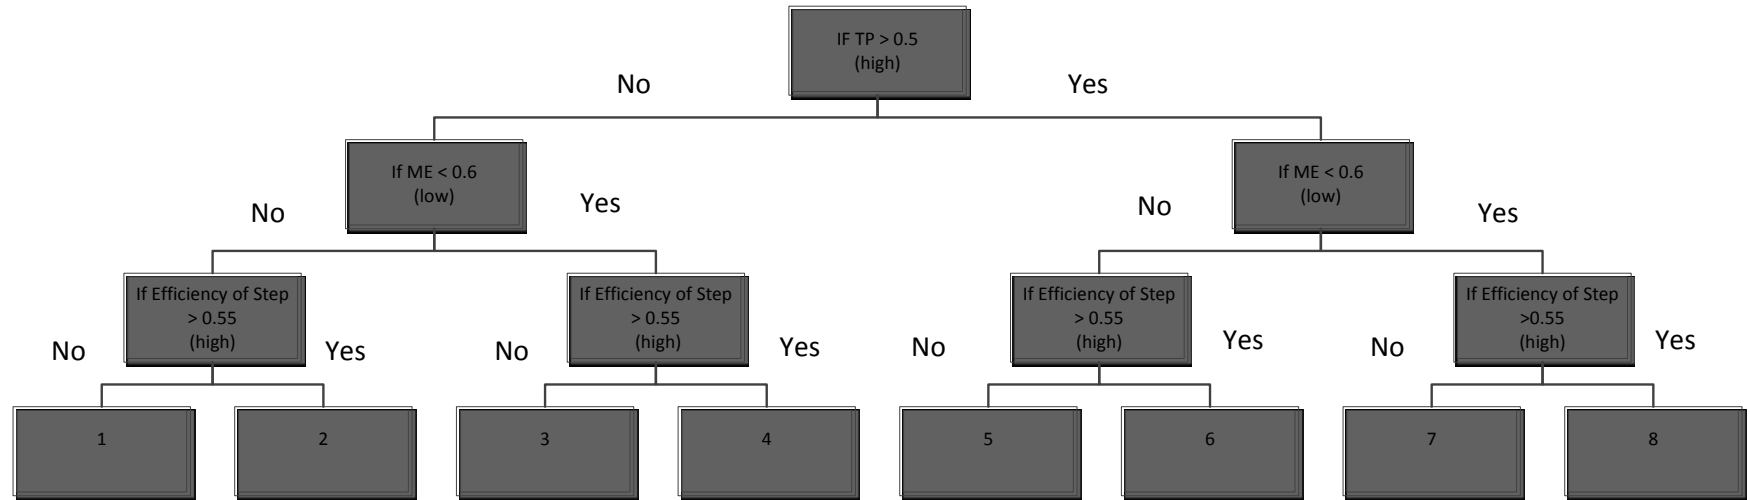 IF TP > 0.5
(high)
No
Yes
If ME < 0.6
(low)
If ME < 0.6
(low)
No
Yes
No
Yes
If Efficiency of Step
> 0.55
(high)
If Efficiency of Step
> 0.55
(high)
If Efficiency of Step
> 0.55
(high)
If Efficiency of Step
>0.55
(high)
No
Yes
No
Yes
No
Yes
No
Yes
1
2
3
4
5
6
7
8